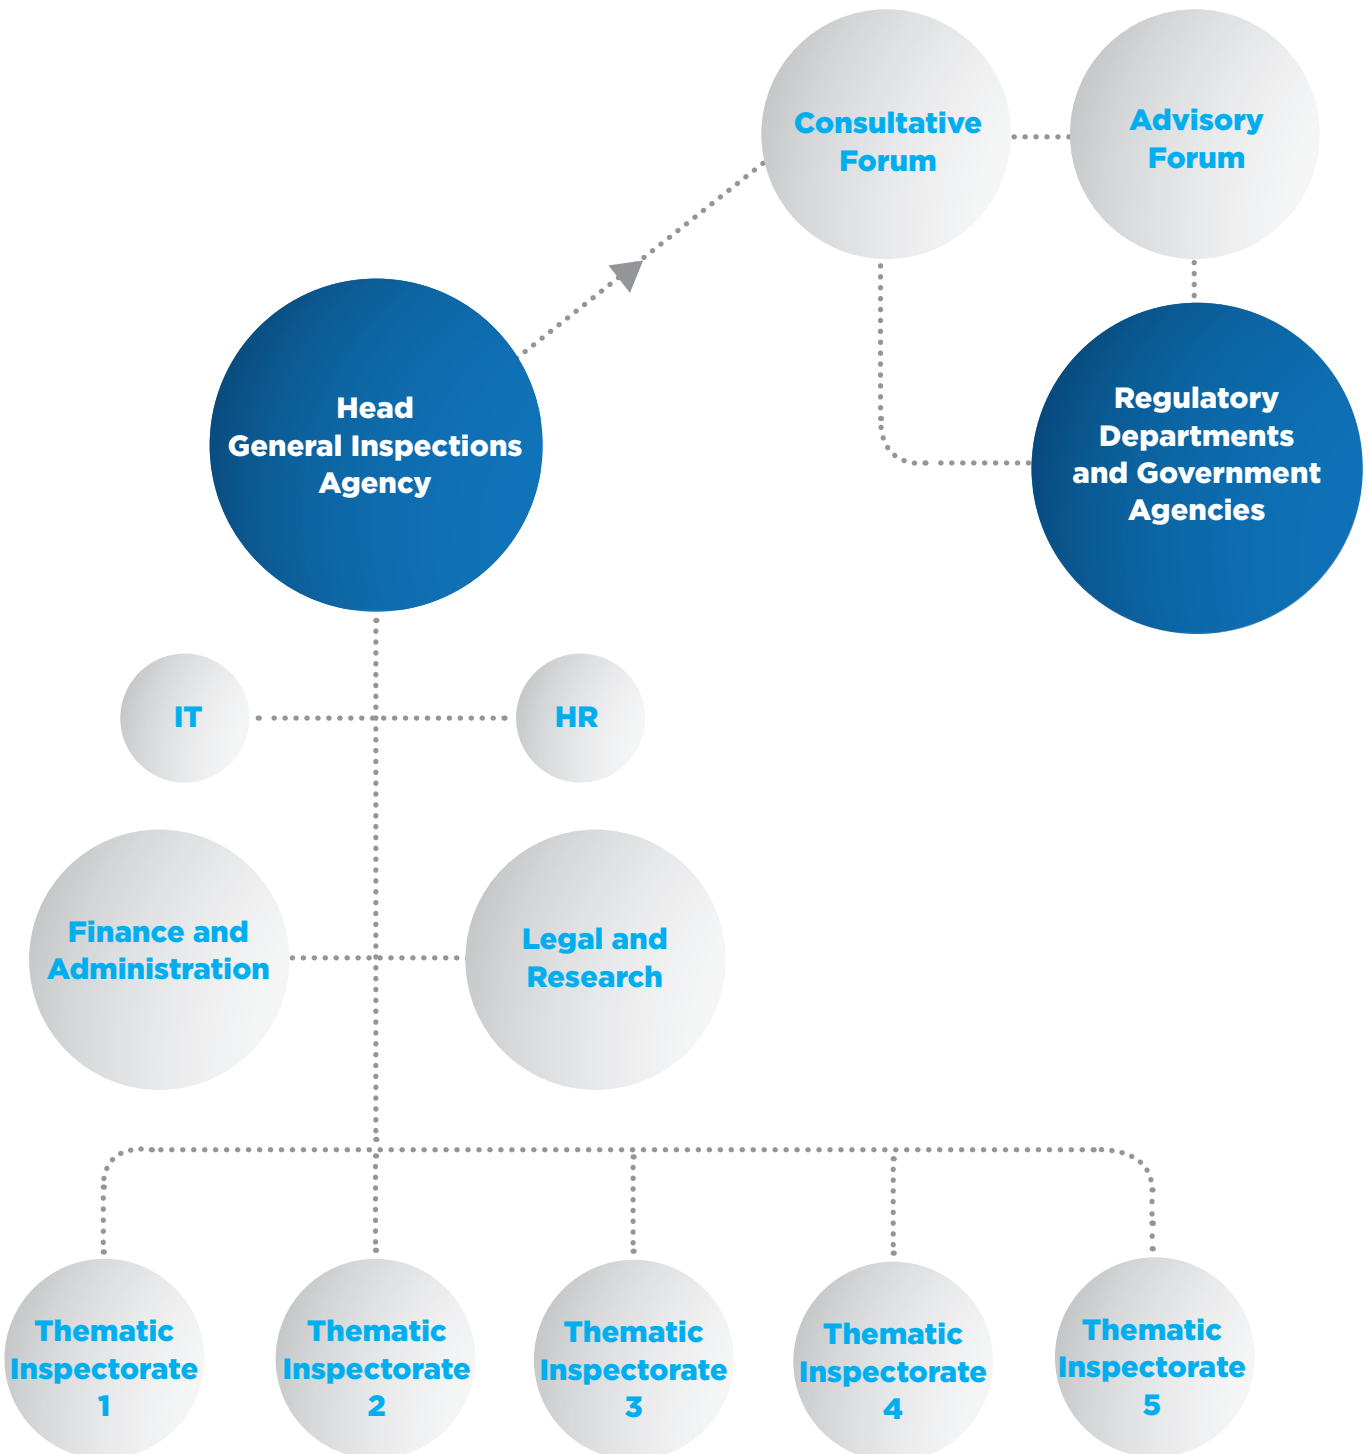 Consultative
Forum
Advisory
Forum
Head
General Inspections
Agency
Regulatory
Departments
and Government
Agencies
IT
HR
Finance and
Administration
Legal and
Research
Thematic
Inspectorate
1
Thematic
Inspectorate
2
Thematic
Inspectorate
3
Thematic
Inspectorate
4
Thematic
Inspectorate
5